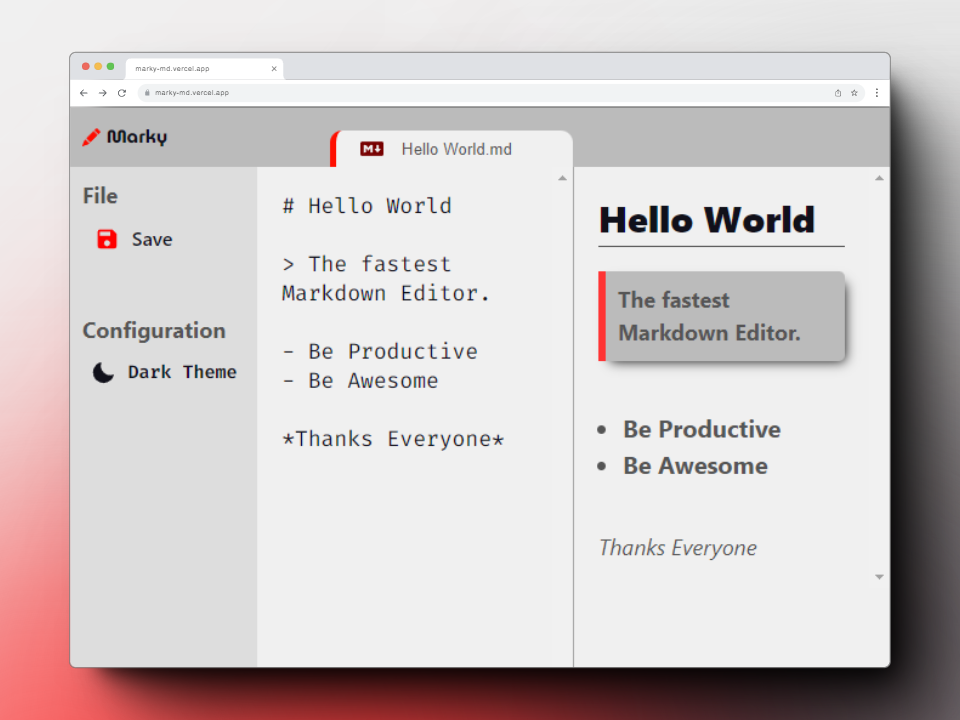 marky-md.vercel.app
marky-md.vercel.app
Marky
M Hello World.md
File
Save
Configuration
Dark Theme
# Hello World
> The fastest
Markdown Editor.
- Be Productive
- Be Awesome
*Thanks Everyone*
Hello World
The fastest
Markdown Editor.
• Be Productive
• Be Awesome
Thanks Everyone